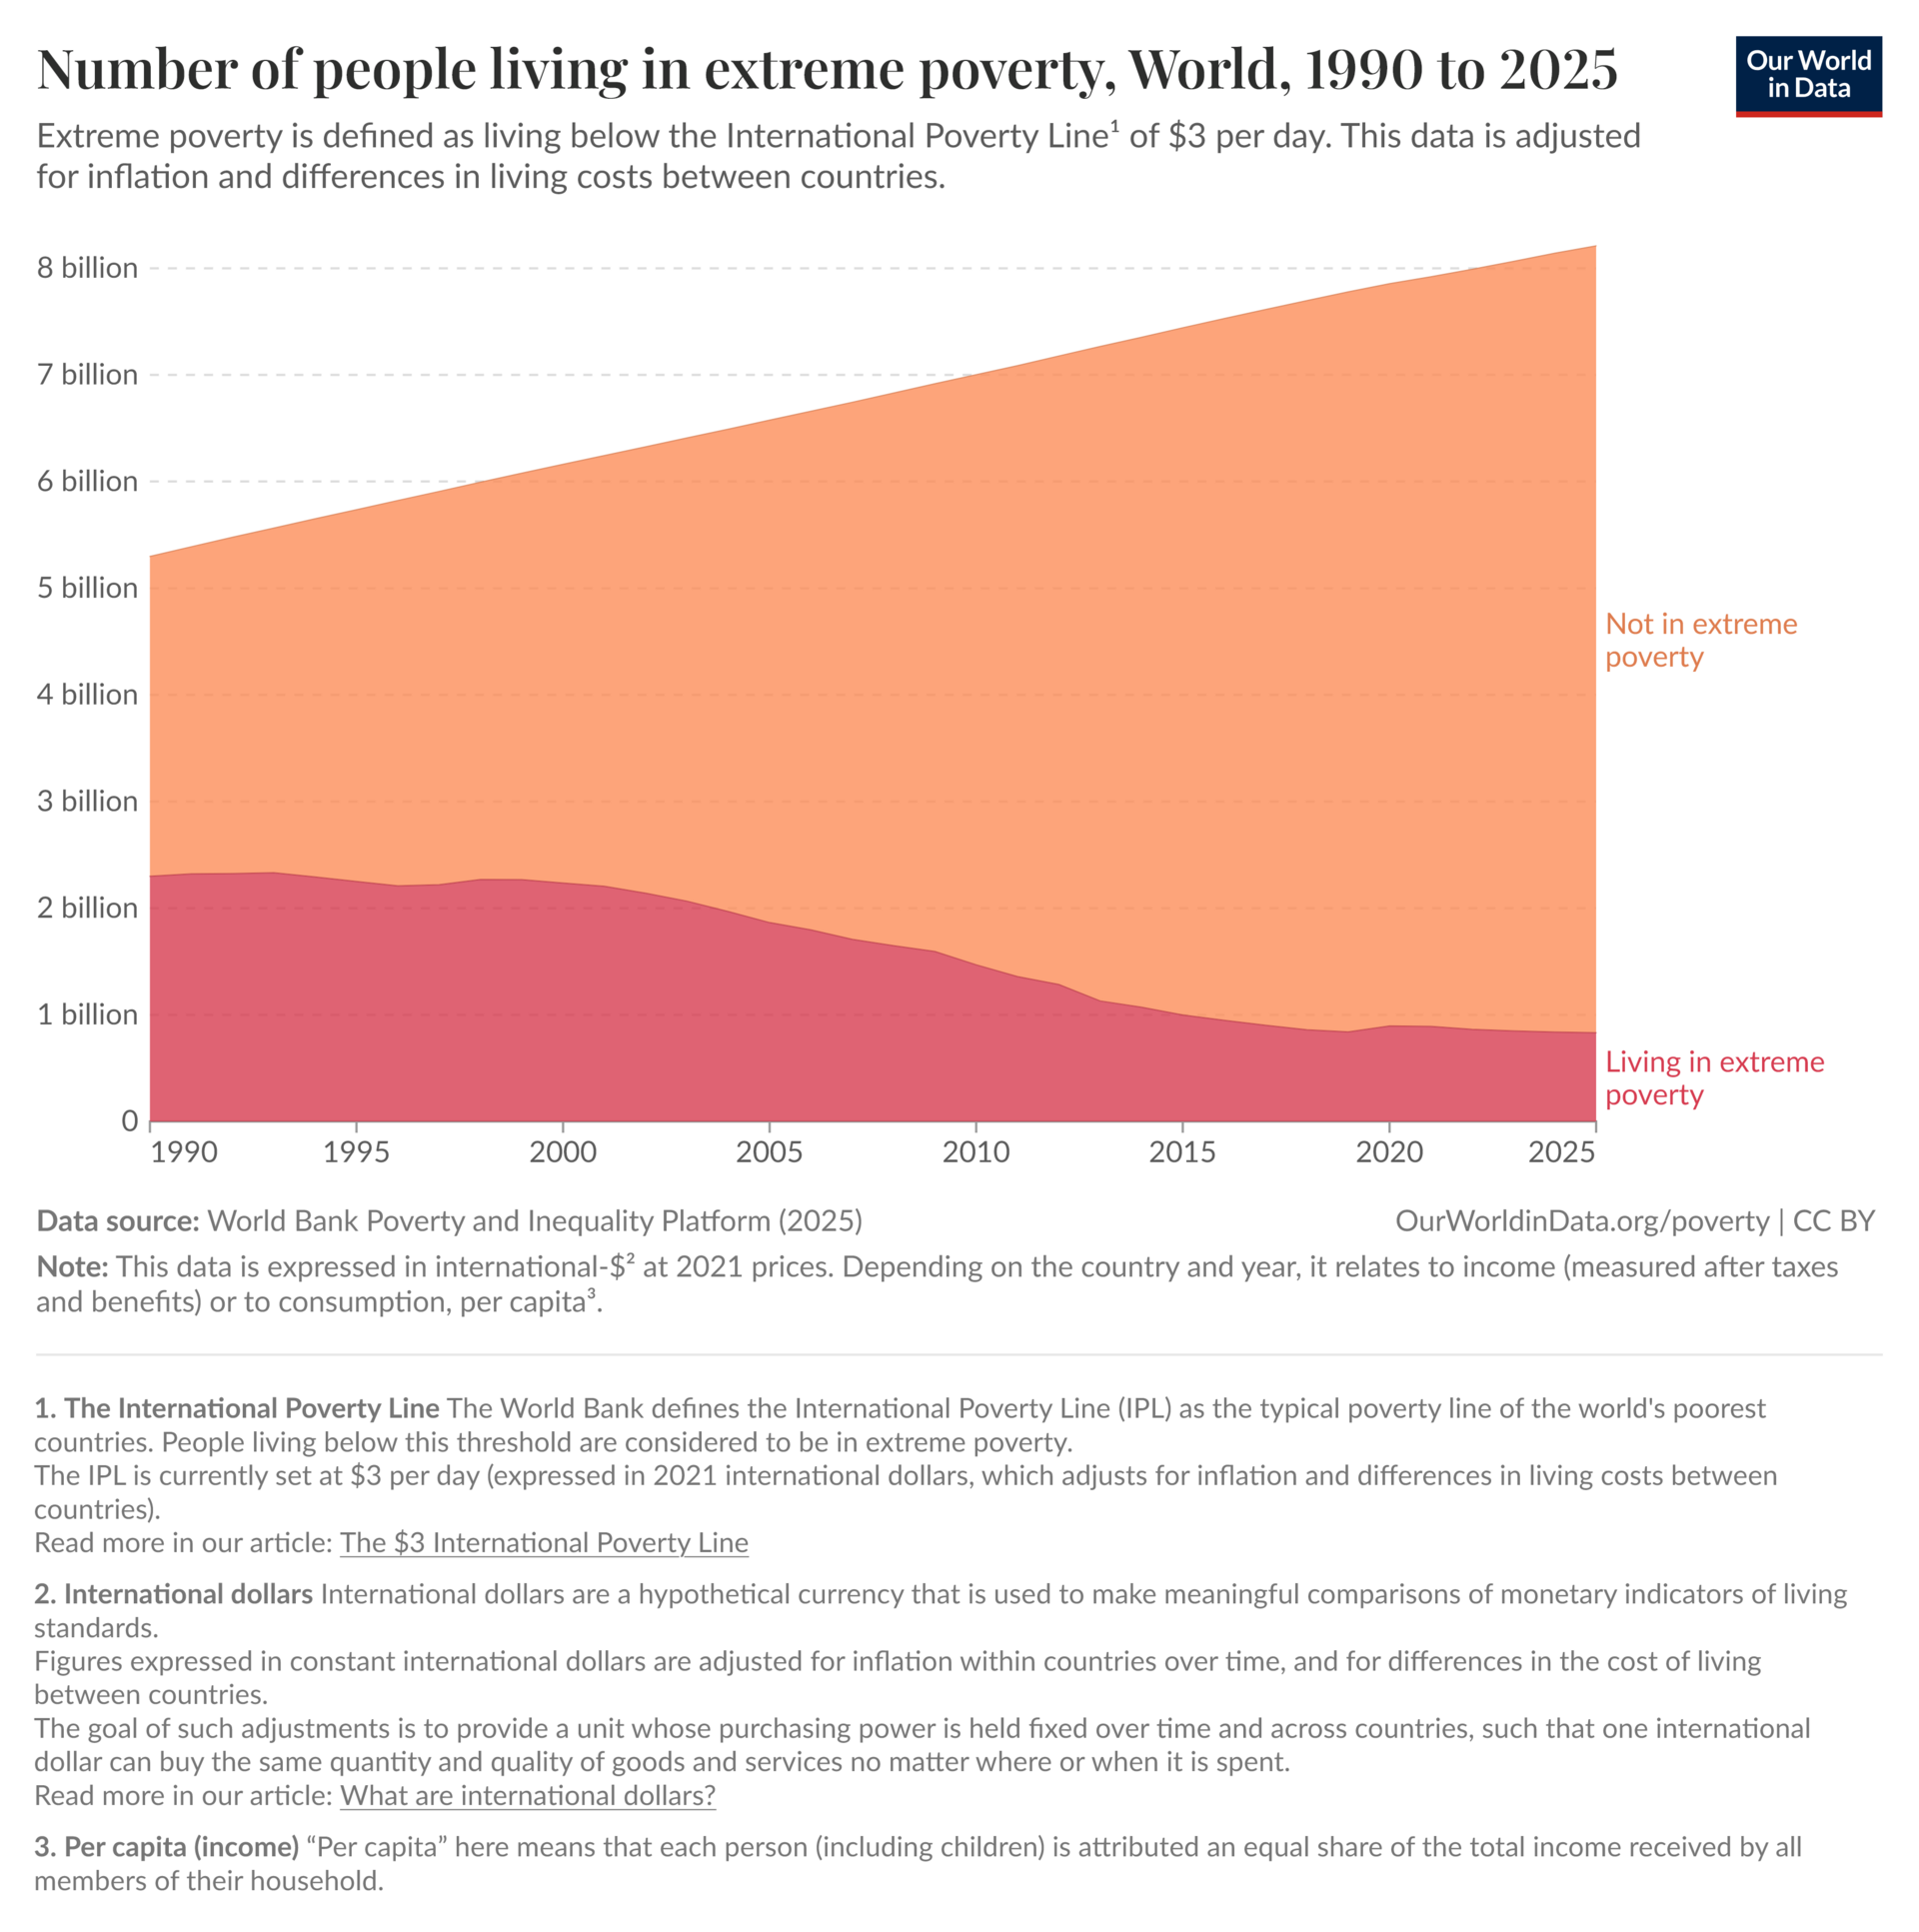 Number of people living in extreme poverty, World, 1990 to 2025
Our World
in Data
Extreme poverty is defined as living below the International Poverty Line¹ of $3 per day. This data is adjusted
for inflation and differences in living costs between countries.
8 billion
7 billion
6 billion
5 billion
4 billion
3 billion
2 billion
1 billion
0
Not in extreme
poverty
Living in extreme
poverty
1990
1995
2000
2005
2010
2015
2020
2025
Data source: World Bank Poverty and Inequality Platform (2025)
OurWorldinData.org/poverty | CC BY
Note: This data is expressed in international-$² at 2021 prices. Depending on the country and year, it relates to income (measured after taxes
and benefits) or to consumption, per capita³.
1. The International Poverty Line The World Bank defines the International Poverty Line (IPL) as the typical poverty line of the world's poorest
countries. People living below this threshold are considered to be in extreme poverty.
The IPL is currently set at $3 per day (expressed in 2021 international dollars, which adjusts for inflation and differences in living costs between
countries).
Read more in our article: The $3 International Poverty Line
2. International dollars International dollars are a hypothetical currency that is used to make meaningful comparisons of monetary indicators of living
standards.
Figures expressed in constant international dollars are adjusted for inflation within countries over time, and for differences in the cost of living
between countries.
The goal of such adjustments is to provide a unit whose purchasing power is held fixed over time and across countries, such that one international
dollar can buy the same quantity and quality of goods and services no matter where or when it is spent.
Read more in our article: What are international dollars?
3. Per capita (income) “Per capita” here means that each person (including children) is attributed an equal share of the total income received by all
members of their household.